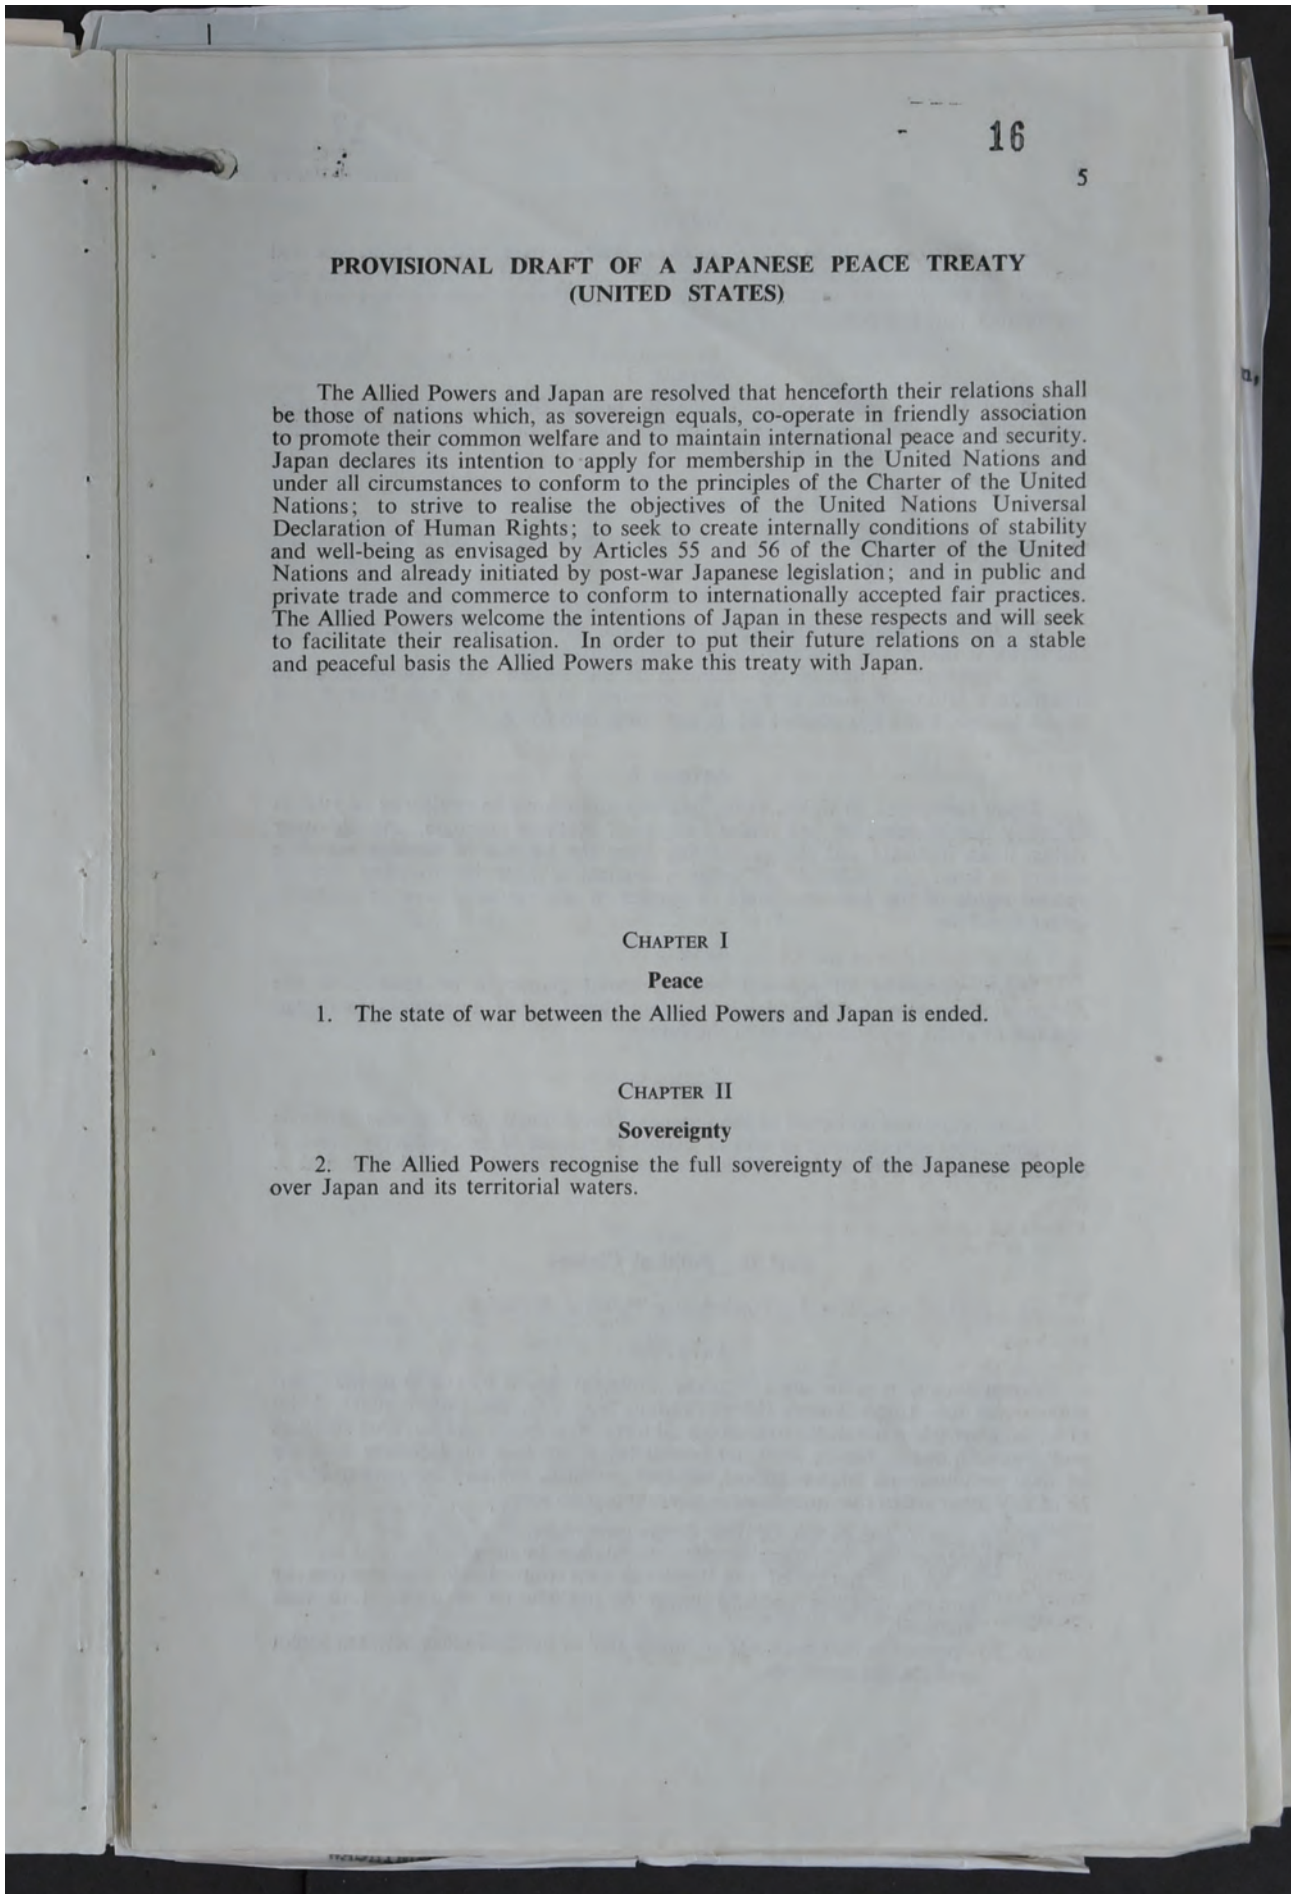 16
5
PROVISIONAL DRAFT OF A JAPANESE PEACE TREATY
(UNITED STATES)
The Allied Powers and Japan are resolved that henceforth their relations shall
be those of nations which, as sovereign equals, co-operate in friendly association
to promote their common welfare and to maintain international peace and security.
Japan declares its intention to apply for membership in the United Nations and
under all circumstances to conform to the principles of the Charter of the United
Nations; to strive to realise the objectives of the United Nations Universal
Declaration of Human Rights; to seek to create internally conditions of stability
and well-being as envisaged by Articles 55 and 56 of the Charter of the United
Nations and already initiated by post-war Japanese legislation; and in public and
private trade and commerce to conform to internationally accepted fair practices.
The Allied Powers welcome the intentions of Japan in these respects and will seek
to facilitate their realisation. In order to put their future relations on a stable
and peaceful basis the Allied Powers make this treaty with Japan.
CHAPTER I
Peace
1. The state of war between the Allied Powers and Japan is ended.
CHAPTER II
Sovereignty
2. The Allied Powers recognise the full sovereignty of the Japanese people
over Japan and its territorial waters.